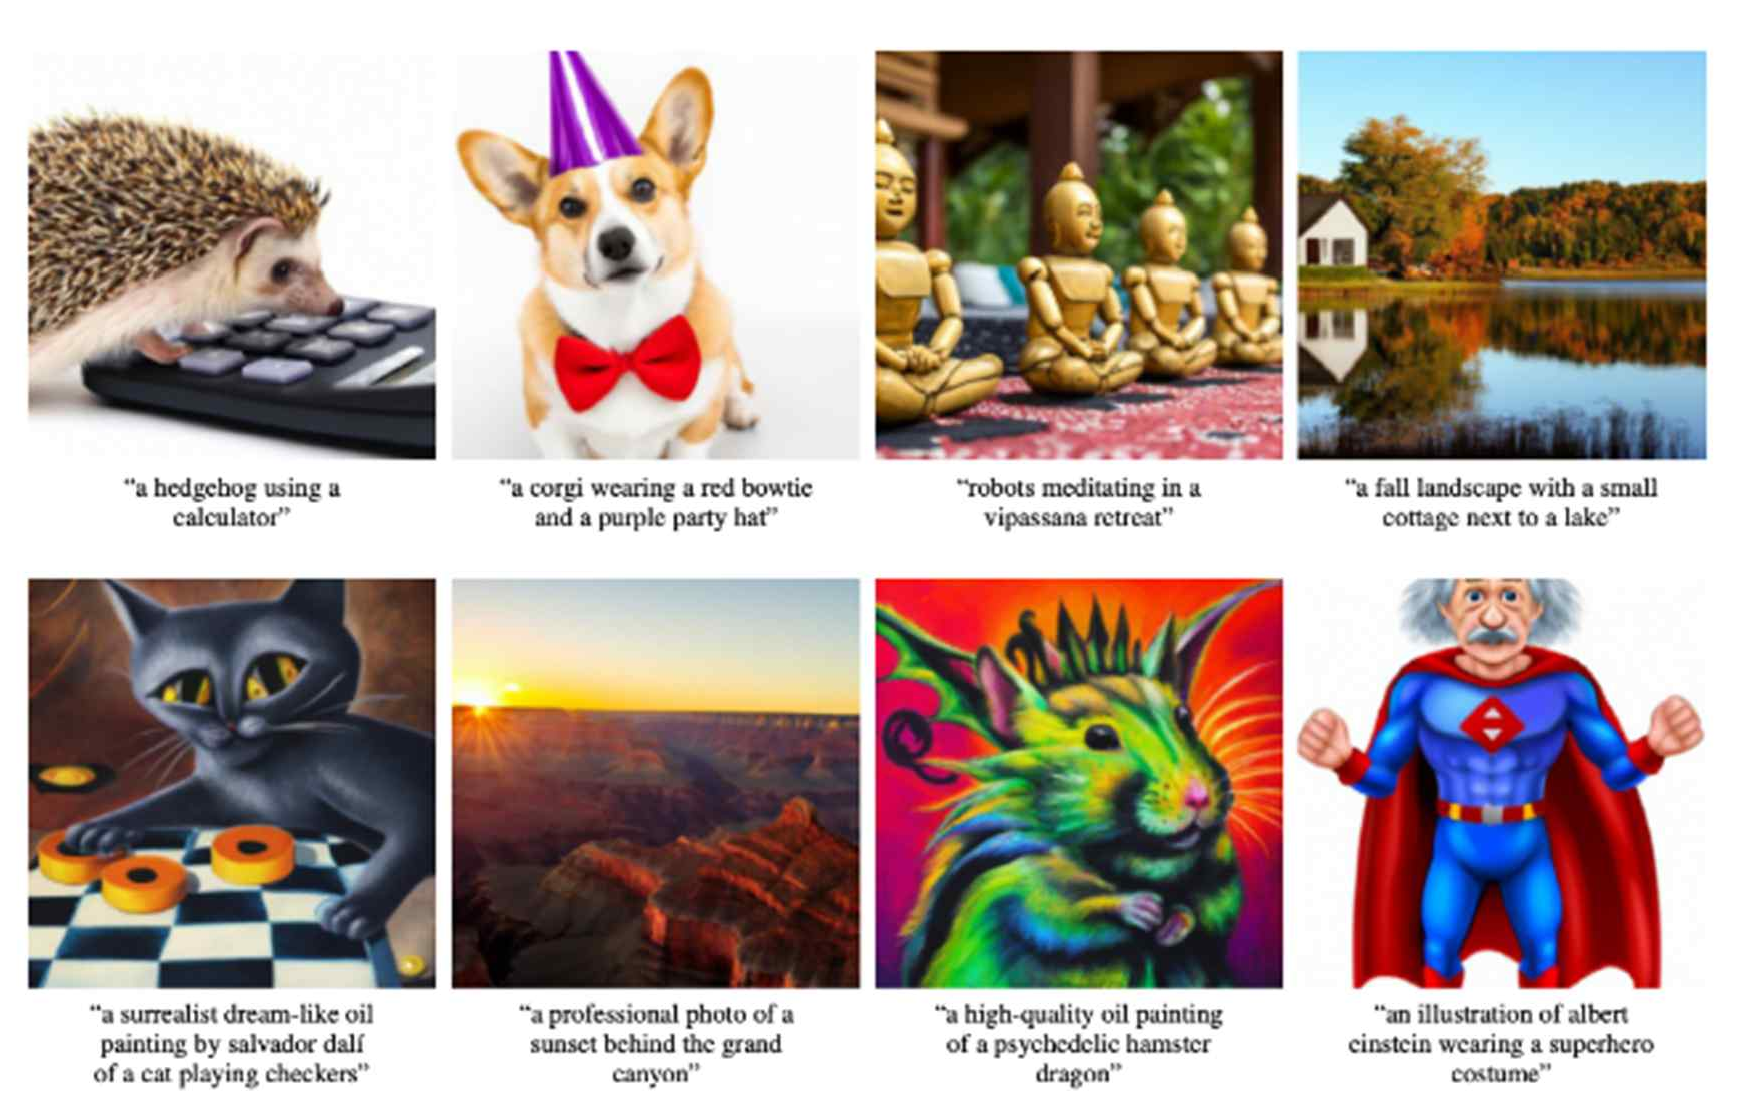 “a hedgehog using a
calculator”
“a corgi wearing a red bowtie
and a purple party hat”
“robots meditating in a
vipassana retreat”
“a fall landscape with a small
cottage next to a lake”
“a surrealist dream-like oil
painting by salvador dalí
of a cat playing checkers”
“a professional photo of a
sunset behind the grand
canyon”
“a high-quality oil painting
of a psychedelic hamster
dragon”
“an illustration of albert
einstein wearing a superhero
costume”